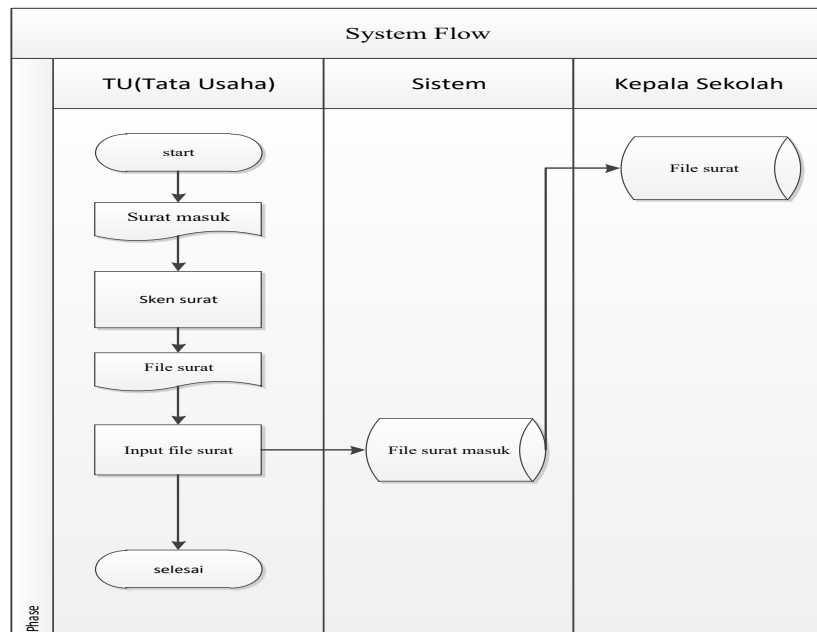 System Flow
TU(Tata Usaha)
Sistem
Kepala Sekolah
start
File surat
Surat masuk
Sken surat
File surat
Input file surat
File surat masuk
selesai
Phase